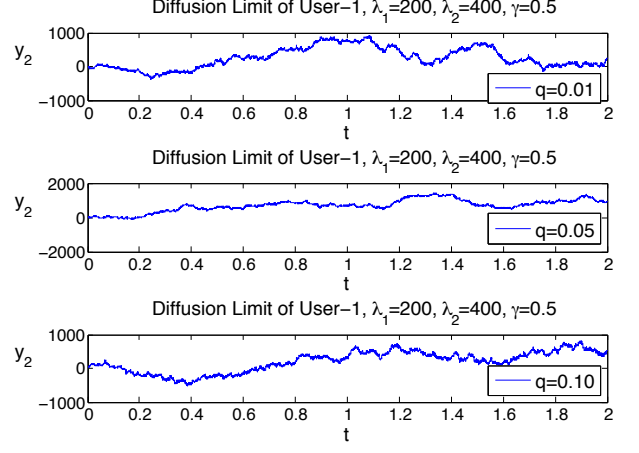 Diffusion Limit of User−1, λ1=200, λ2=400, γ=0.5
1000
y2
0
−1000
q=0.01
0 0.2 0.4 0.6 0.8 1 1.2 1.4 1.6 1.8 2
t
Diffusion Limit of User−1, λ1=200, λ2=400, γ=0.5
2000
y2
0
−2000
q=0.05
0 0.2 0.4 0.6 0.8 1 1.2 1.4 1.6 1.8 2
t
Diffusion Limit of User−1, λ1=200, λ2=400, γ=0.5
1000
y2
0
−1000
q=0.10
0 0.2 0.4 0.6 0.8 1 1.2 1.4 1.6 1.8 2
t